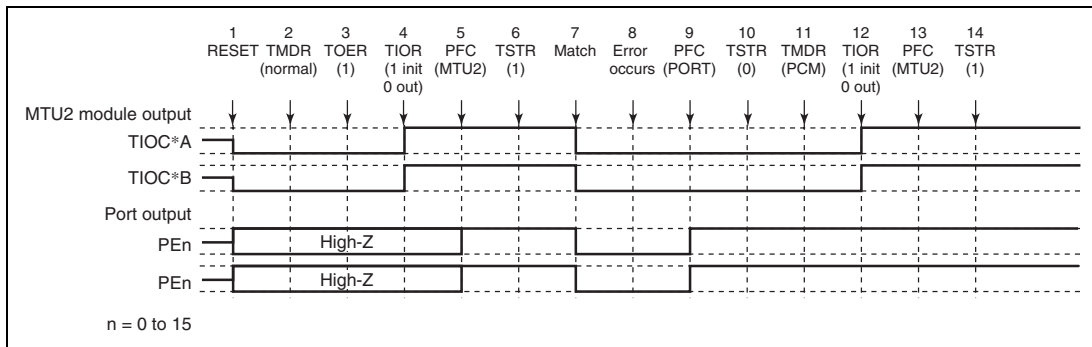 1 2 3 4 5 6 7 8 9 10 11 12 13 14
RESET TMDR TOER TIOR PFC TSTR Match Error PFC TSTR TMDR TIOR PFC TSTR
(normal) (1) (1 init (MTU2) (1) occurs (PORT) (0) (PCM) (1 init (MTU2) (1)
0 out) 0 out)
MTU2 module output
TIOC*A
TIOC*B
Port output
PEn High-Z
PEn High-Z
n = 0 to 15